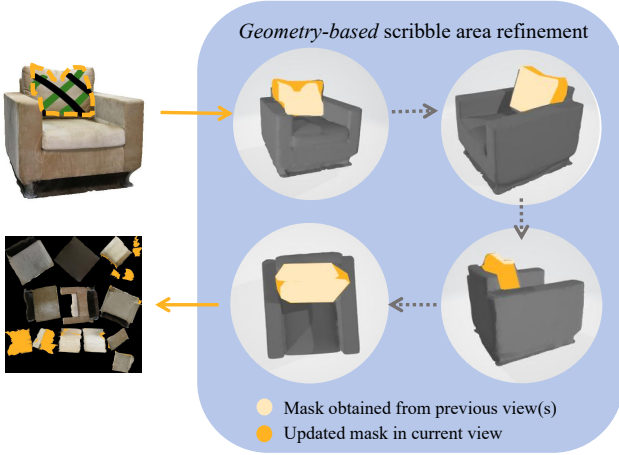 Geometry-based scribble area refinement
Mask obtained from previous view(s)
Updated mask in current view